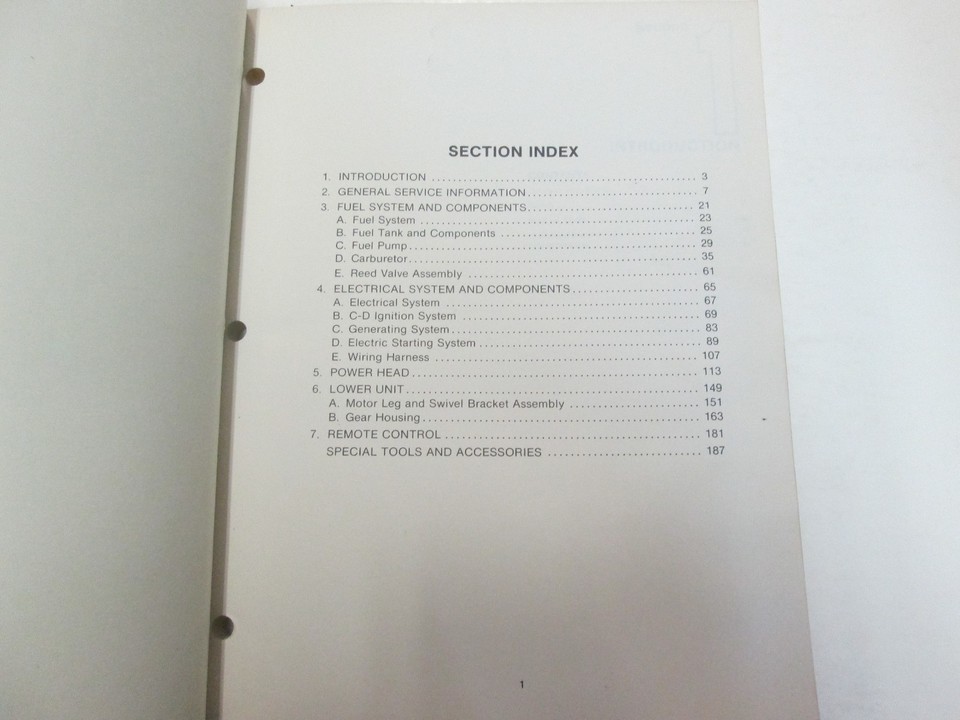 SECTION INDEX
1. INTRODUCTION ........................................ 3
2. GENERAL SERVICE INFORMATION ........................................ 7
3. FUEL SYSTEM AND COMPONENTS ........................................ 21
A. Fuel System ........................................ 23
B. Fuel Tank and Components ........................................ 25
C. Fuel Pump ........................................ 29
D. Carburetor ........................................ 35
E. Reed Valve Assembly ........................................ 61
4. ELECTRICAL SYSTEM AND COMPONENTS ........................................ 65
A. Electrical System ........................................ 67
B. C-D Ignition System ........................................ 69
C. Generating System ........................................ 83
D. Electric Starting System ........................................ 89
E. Wiring Harness ........................................ 107
5. POWER HEAD ........................................ 113
6. LOWER UNIT ........................................ 149
A. Motor Leg and Swivel Bracket Assembly ........................................ 151
B. Gear Housing ........................................ 163
7. REMOTE CONTROL ........................................ 181
SPECIAL TOOLS AND ACCESSORIES ........................................ 187
1